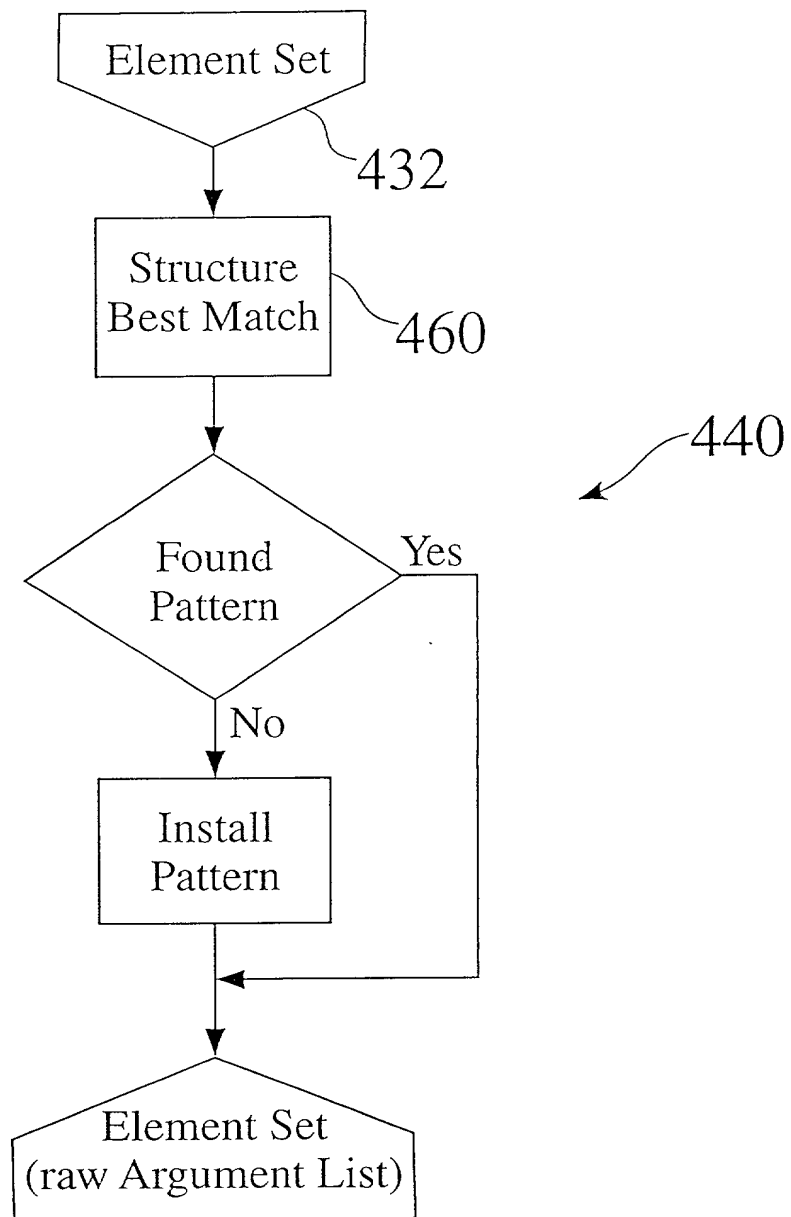 Element Set
432
Structure
Best Match
460
440
Found
Pattern
Yes
No
Install
Pattern
Element Set
(raw Argument List)